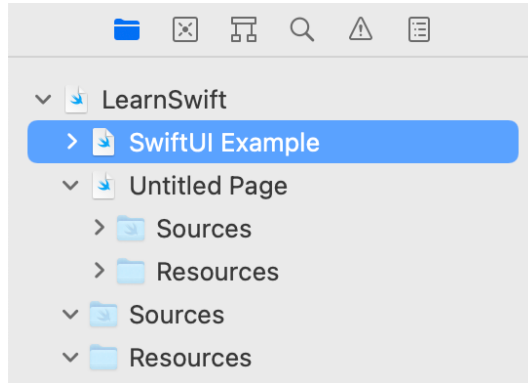 LearnSwift
SwiftUI Example
Untitled Page
Sources
Resources
Sources
Resources